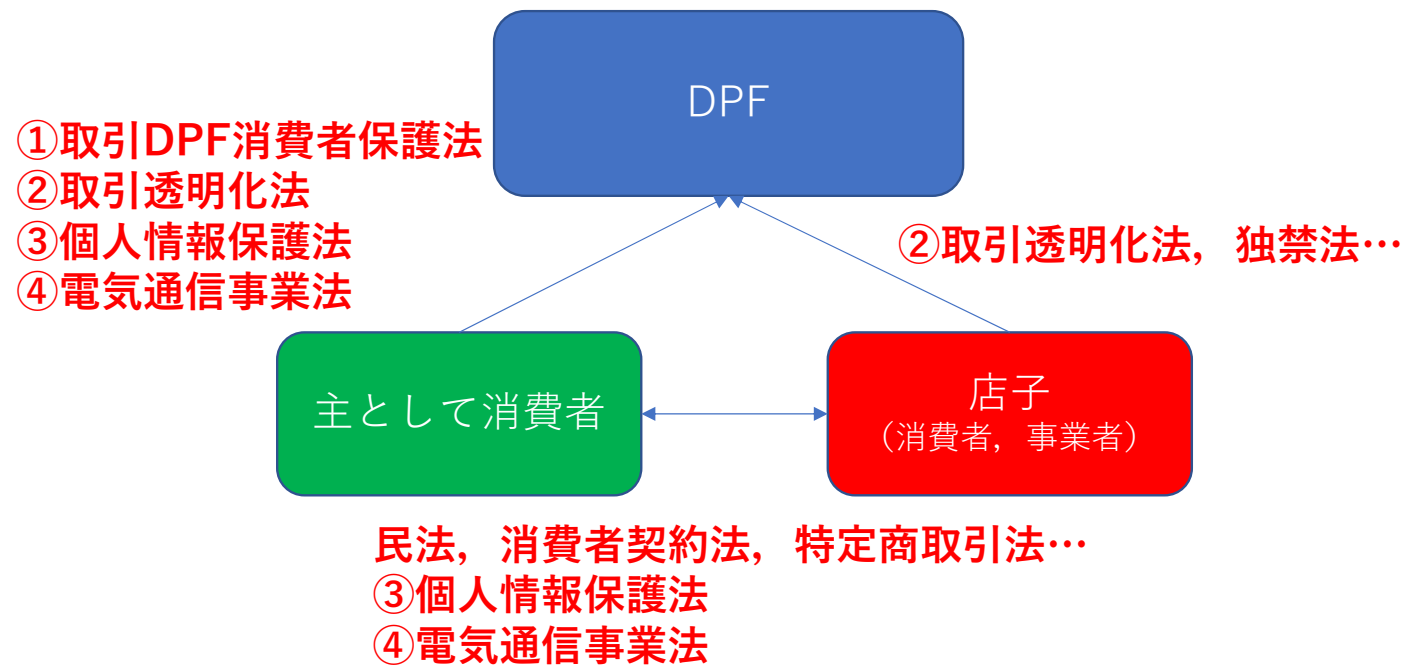 DPF
①取引DPF消費者保護法
②取引透明化法
③個人情報保護法
④電気通信事業法
②取引透明化法，独禁法…
主として消費者
店子
（消費者，事業者）
民法，消費者契約法，特定商取引法…
③個人情報保護法
④電気通信事業法